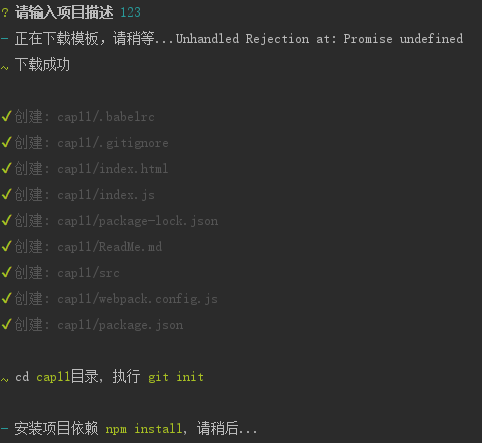 ? 请输入项目描述 123
- 正在下载模板，请稍等...Unhandled Rejection at: Promise undefined
~ 下载成功
✔创建: cap11/.babelrc
✔创建: cap11/.gitignore
✔创建: cap11/index.html
✔创建: cap11/index.js
✔创建: cap11/package-lock.json
✔创建: cap11/ReadMe.md
✔创建: cap11/src
✔创建: cap11/webpack.config.js
✔创建: cap11/package.json
~ cd cap11目录, 执行 git init
- 安装项目依赖 npm install, 请稍后...